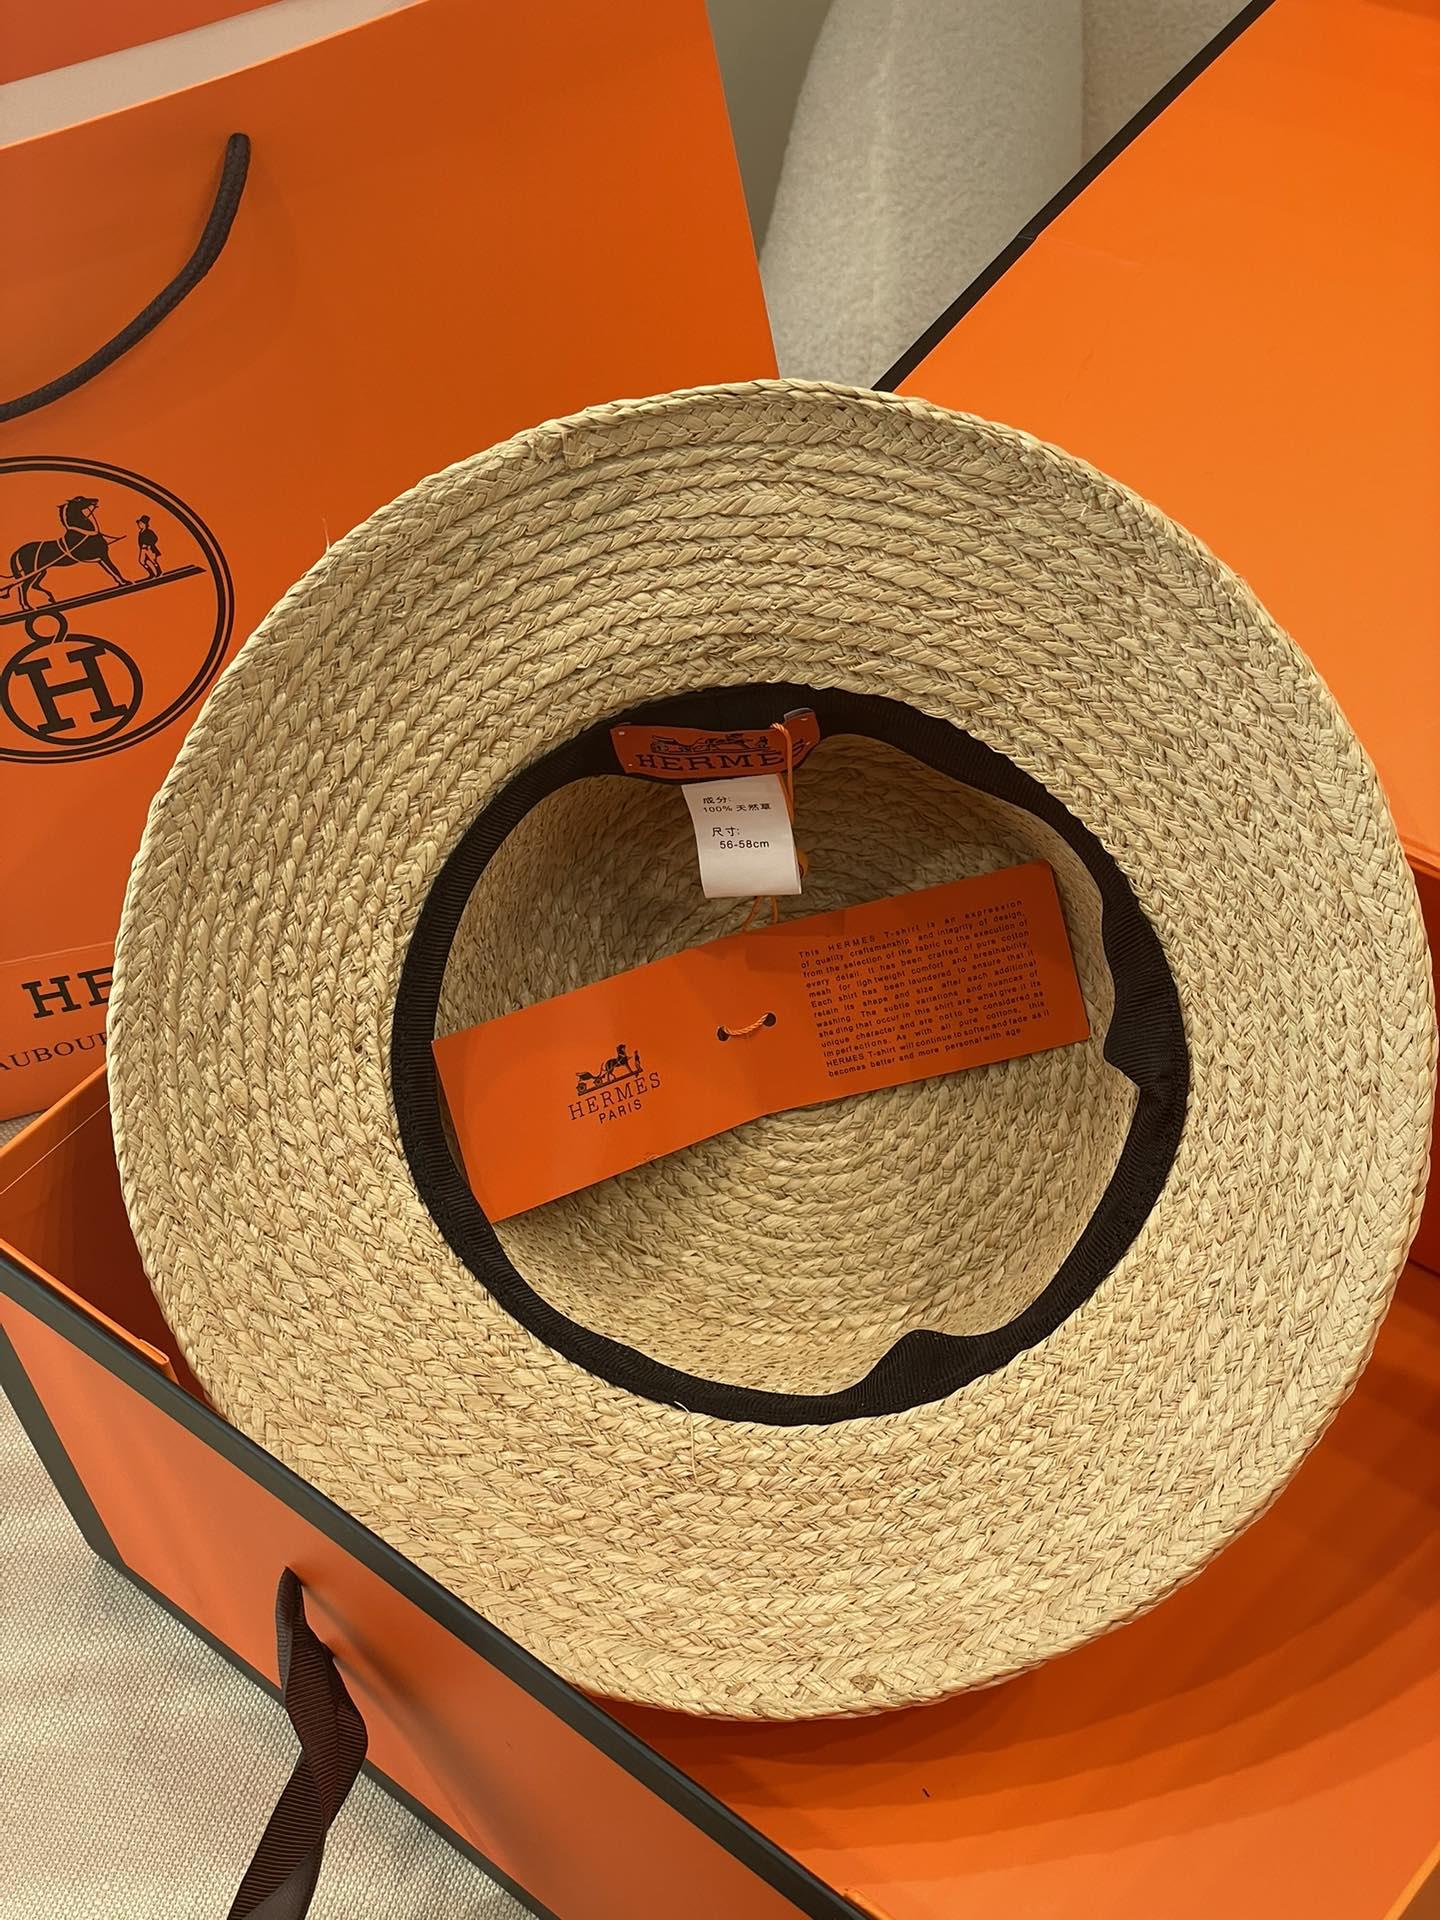 H
HE
AUBOU
HERMES
成分:
100% 天然草
尺寸:
56-58cm
HERMÈS
PARIS
This HERMES T-shirt is an expression
of quality craftsmanship and integrity of design,
from the selection of the fabric to the execution of
every detail. It has been crafted of pure cotton
mesh for lightweight comfort and breathability,
Each shirt has been laundered to ensure that it
retain its shape and size after each additional
washing. The subtle variations and nuances of
shading that occur in this shirt are what give it its
unique character and are not to be considered as
imperfections. As with all pure cottons, this
HERMES T-shirt will continue to soften and fade as it
becomas better and more personal with age